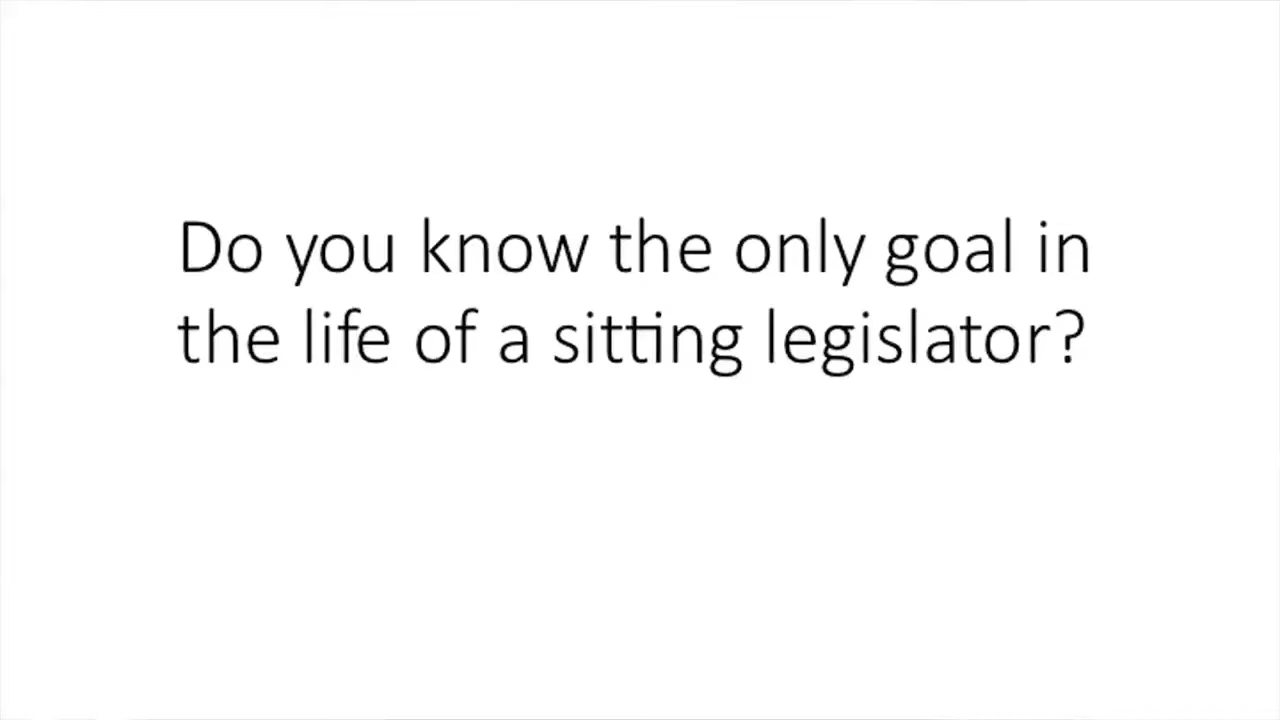 Do you know the only goal in
the life of a sitting legislator?